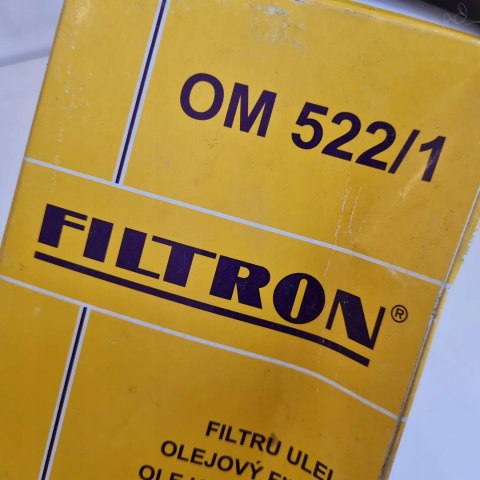 OM 522/1
FILTRON®
FILTRU ULEI
OLEJOVÝ